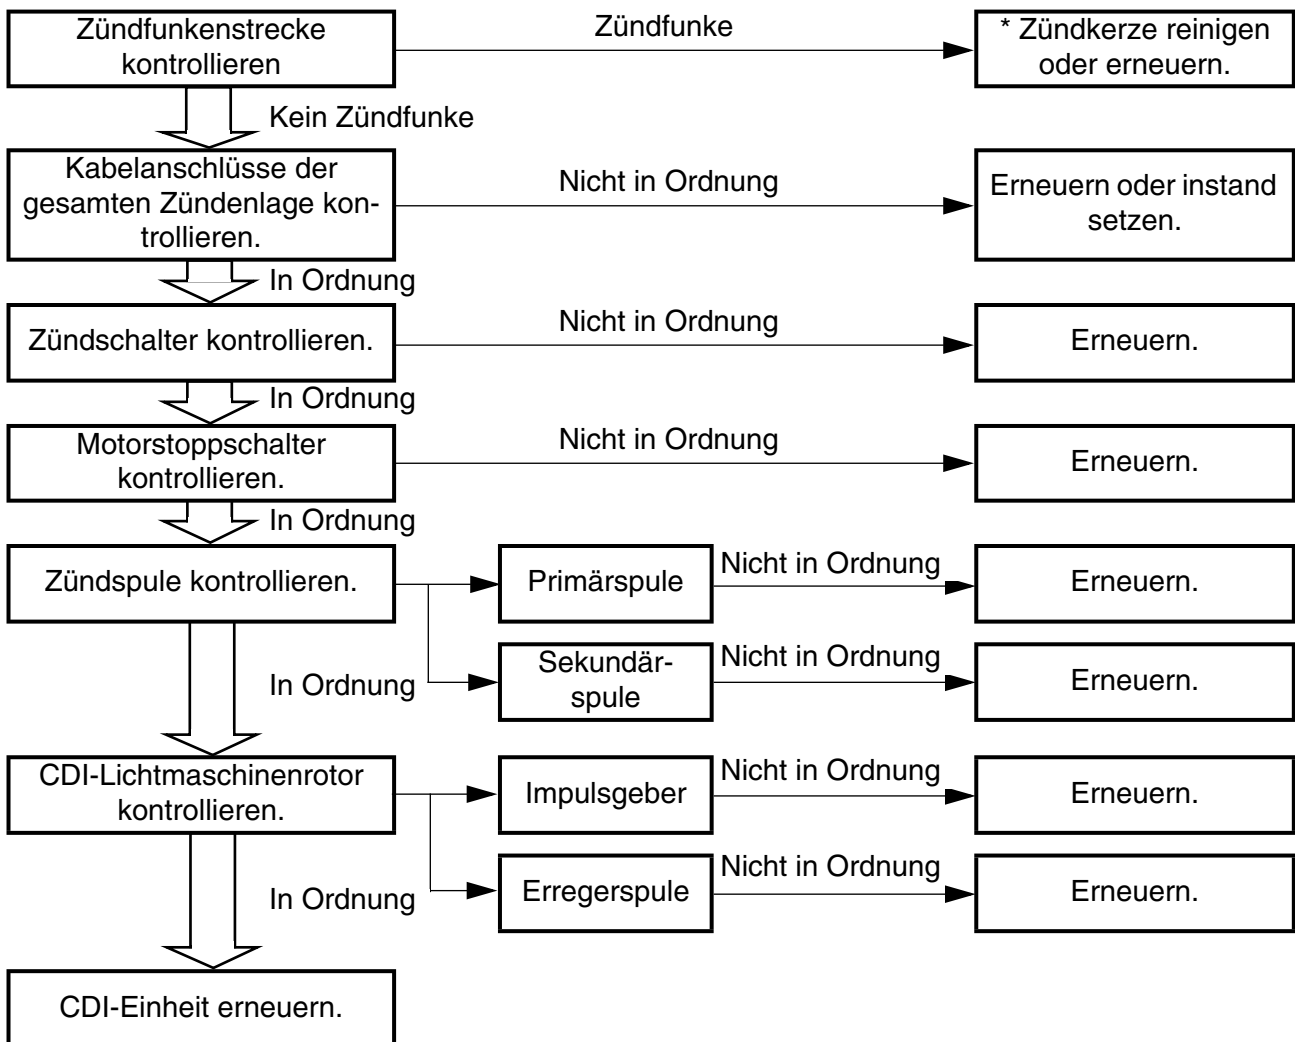 Zündfunkenstrecke
kontrollieren
Zündfunke
* Zündkerze reinigen
oder erneuern.
Kein Zündfunke
Kabelanschlüsse der
gesamten Zündenlage kon-
trollieren.
Nicht in Ordnung
Erneuern oder instand
setzen.
In Ordnung
Zündschalter kontrollieren.
Nicht in Ordnung
Erneuern.
In Ordnung
Motorstoppschalter
kontrollieren.
Nicht in Ordnung
Erneuern.
In Ordnung
Zündspule kontrollieren.
Primärspule
Nicht in Ordnung
Erneuern.
Sekundär-
spule
Nicht in Ordnung
Erneuern.
In Ordnung
CDI-Lichtmaschinenrotor
kontrollieren.
Impulsgeber
Nicht in Ordnung
Erneuern.
Erregerspule
Nicht in Ordnung
Erneuern.
In Ordnung
CDI-Einheit erneuern.